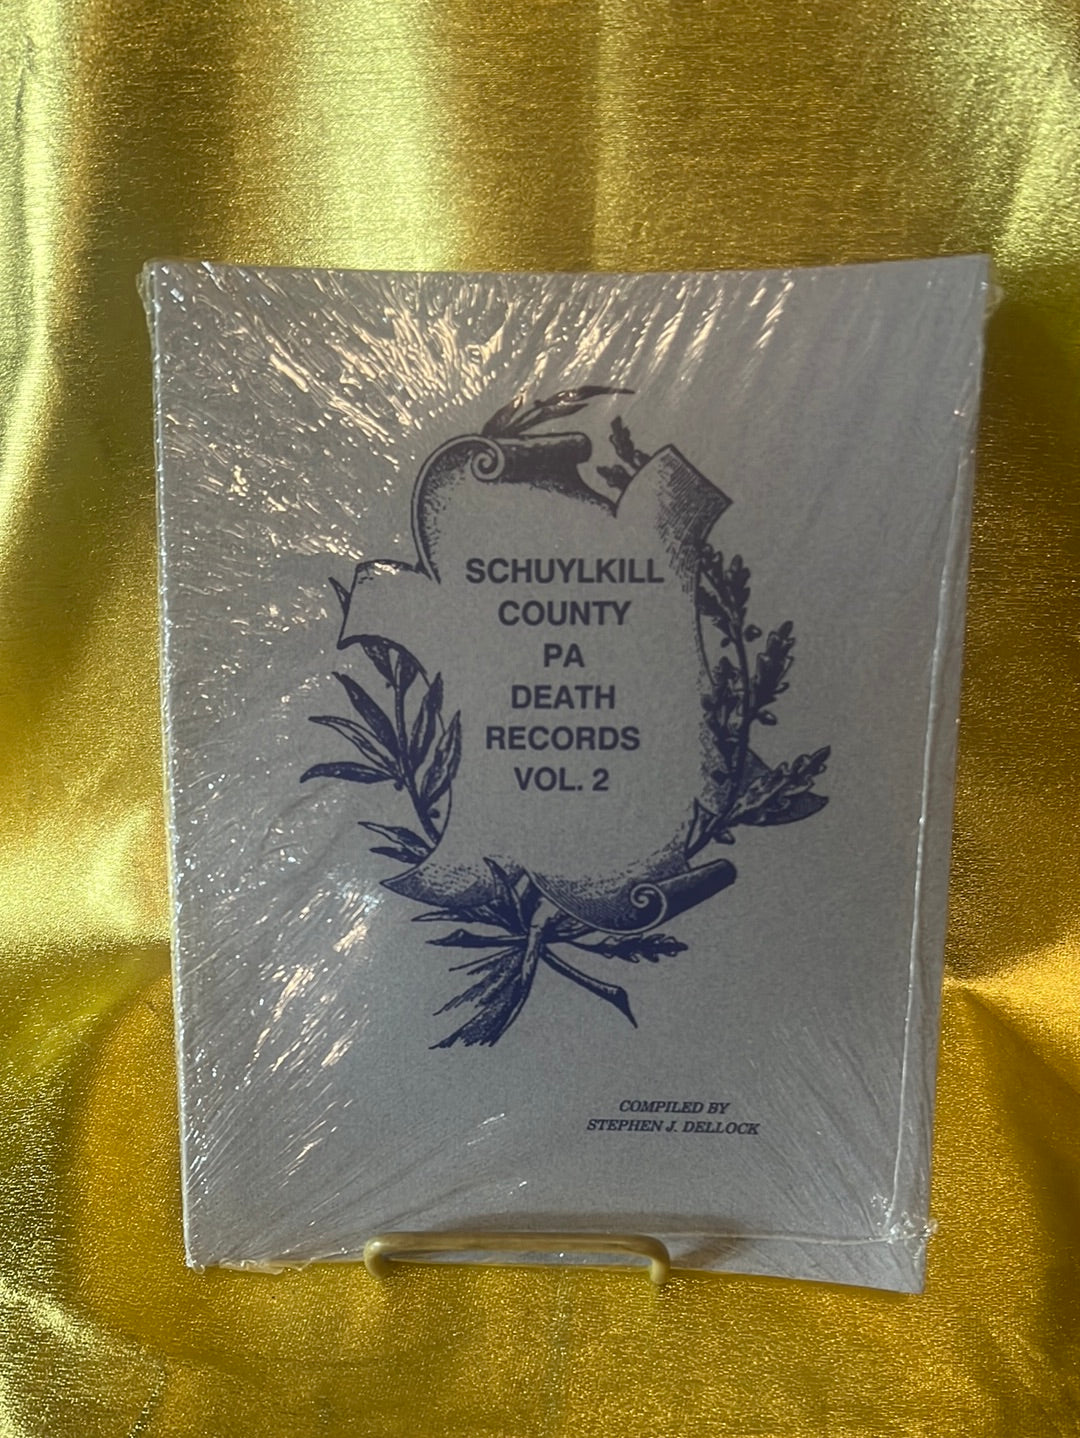 SCHUYLKILL
COUNTY
PA
DEATH
RECORDS
VOL. 2
COMPILED BY
STEPHEN J. DELLOCK